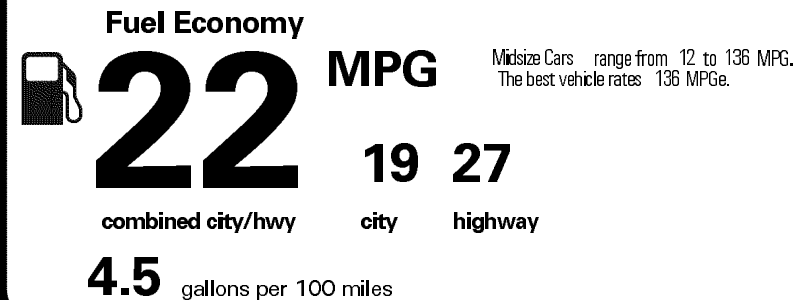 Fuel Economy
22 MPG
Midsize Cars range from 12 to 136 MPG.
The best vehicle rates 136 MPGe.
19 27
combined city/hwy city highway
4.5 gallons per 100 miles